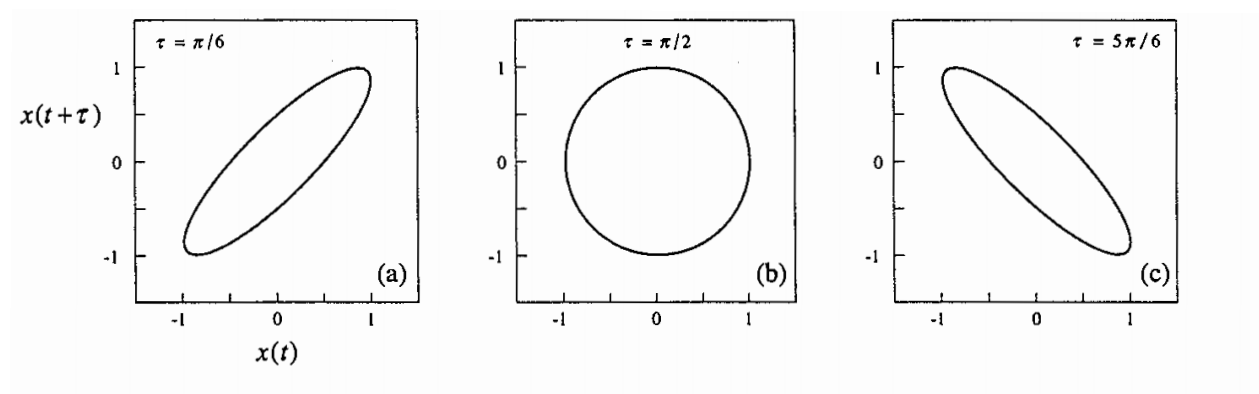 τ = π/6
τ = π/2
τ = 5π/6
x(t+τ)
1
0
-1
1
0
-1
1
0
-1
(a)
(b)
(c)
-1 0 1
-1 0 1
-1 0 1
x(t)